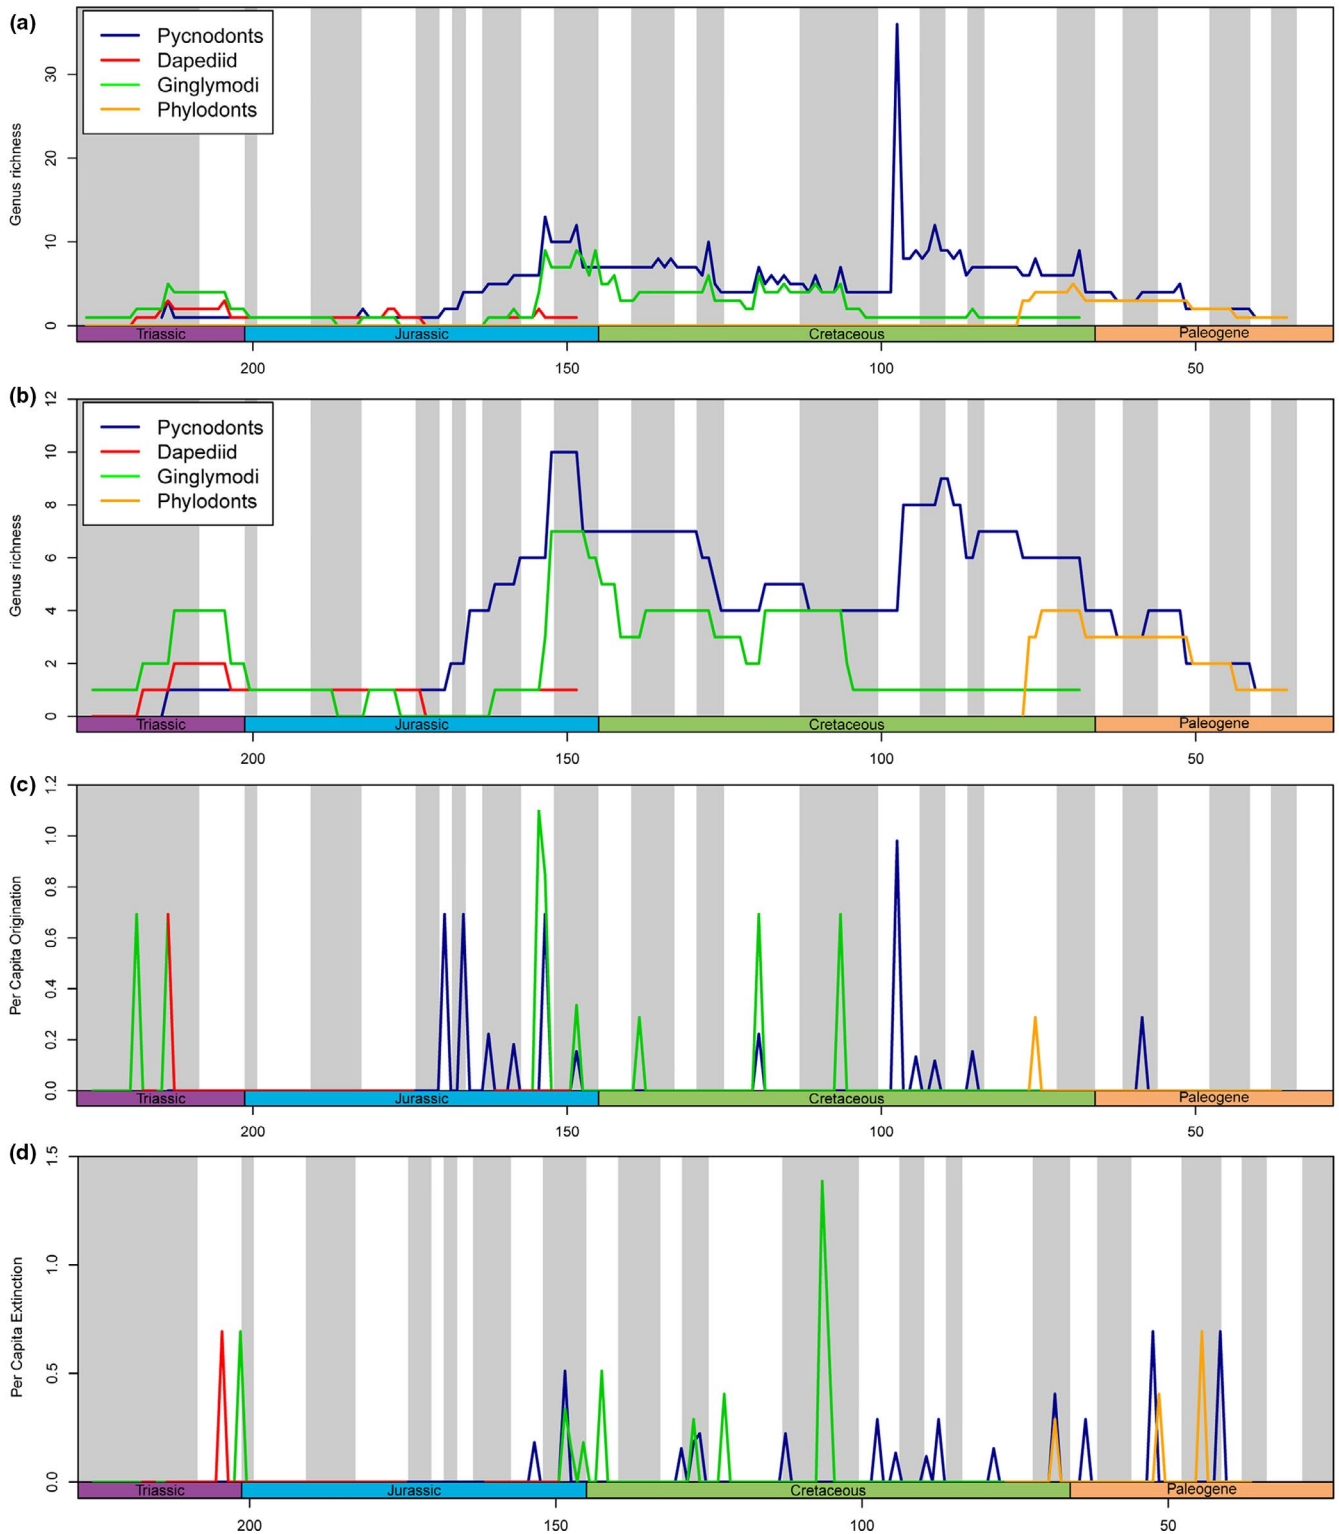 (a)
Pycnodonts
Dapediid
Ginglymodi
Phylodonts
Genus richness
30
20
10
0
Triassic Jurassic Cretaceous Paleogene
200 150 100 50
(b)
Pycnodonts
Dapediid
Ginglymodi
Phylodonts
Genus richness
12
10
8
6
4
2
0
Triassic Jurassic Cretaceous Paleogene
200 150 100 50
(c)
Per Capita Origination
1.2
1.0
0.8
0.6
0.4
0.2
0.0
Triassic Jurassic Cretaceous Paleogene
200 150 100 50
(d)
Per Capita Extinction
1.5
1.0
0.5
0.0
Triassic Jurassic Cretaceous Paleogene
200 150 100 50